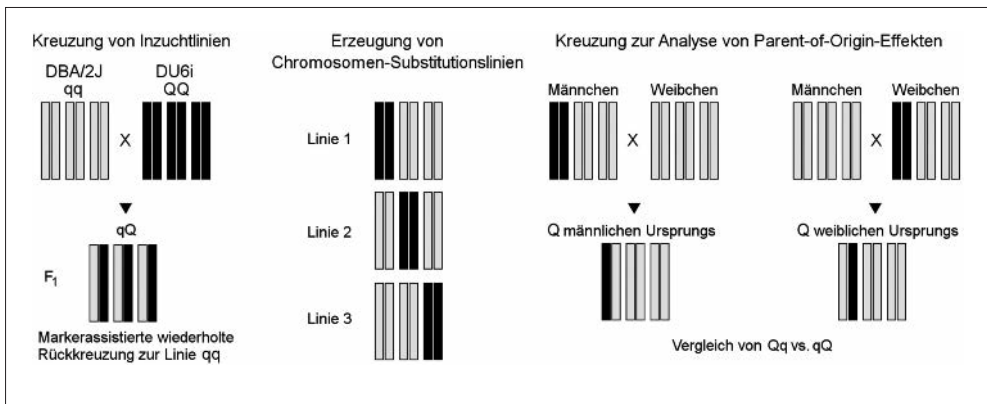 Kreuzung von Inzuchtlinien
DBA/2J
qq
DU6i
QQ
X
qQ
F1
Markerassistierte wiederholte
Rückkreuzung zur Linie qq
Erzeugung von
Chromosomen-Substitutionslinien
Linie 1
Linie 2
Linie 3
Kreuzung zur Analyse von Parent-of-Origin-Effekten
Männchen
Weibchen
X
Q männlichen Ursprungs
Männchen
Weibchen
X
Q weiblichen Ursprungs
Vergleich von Qq vs. qQ